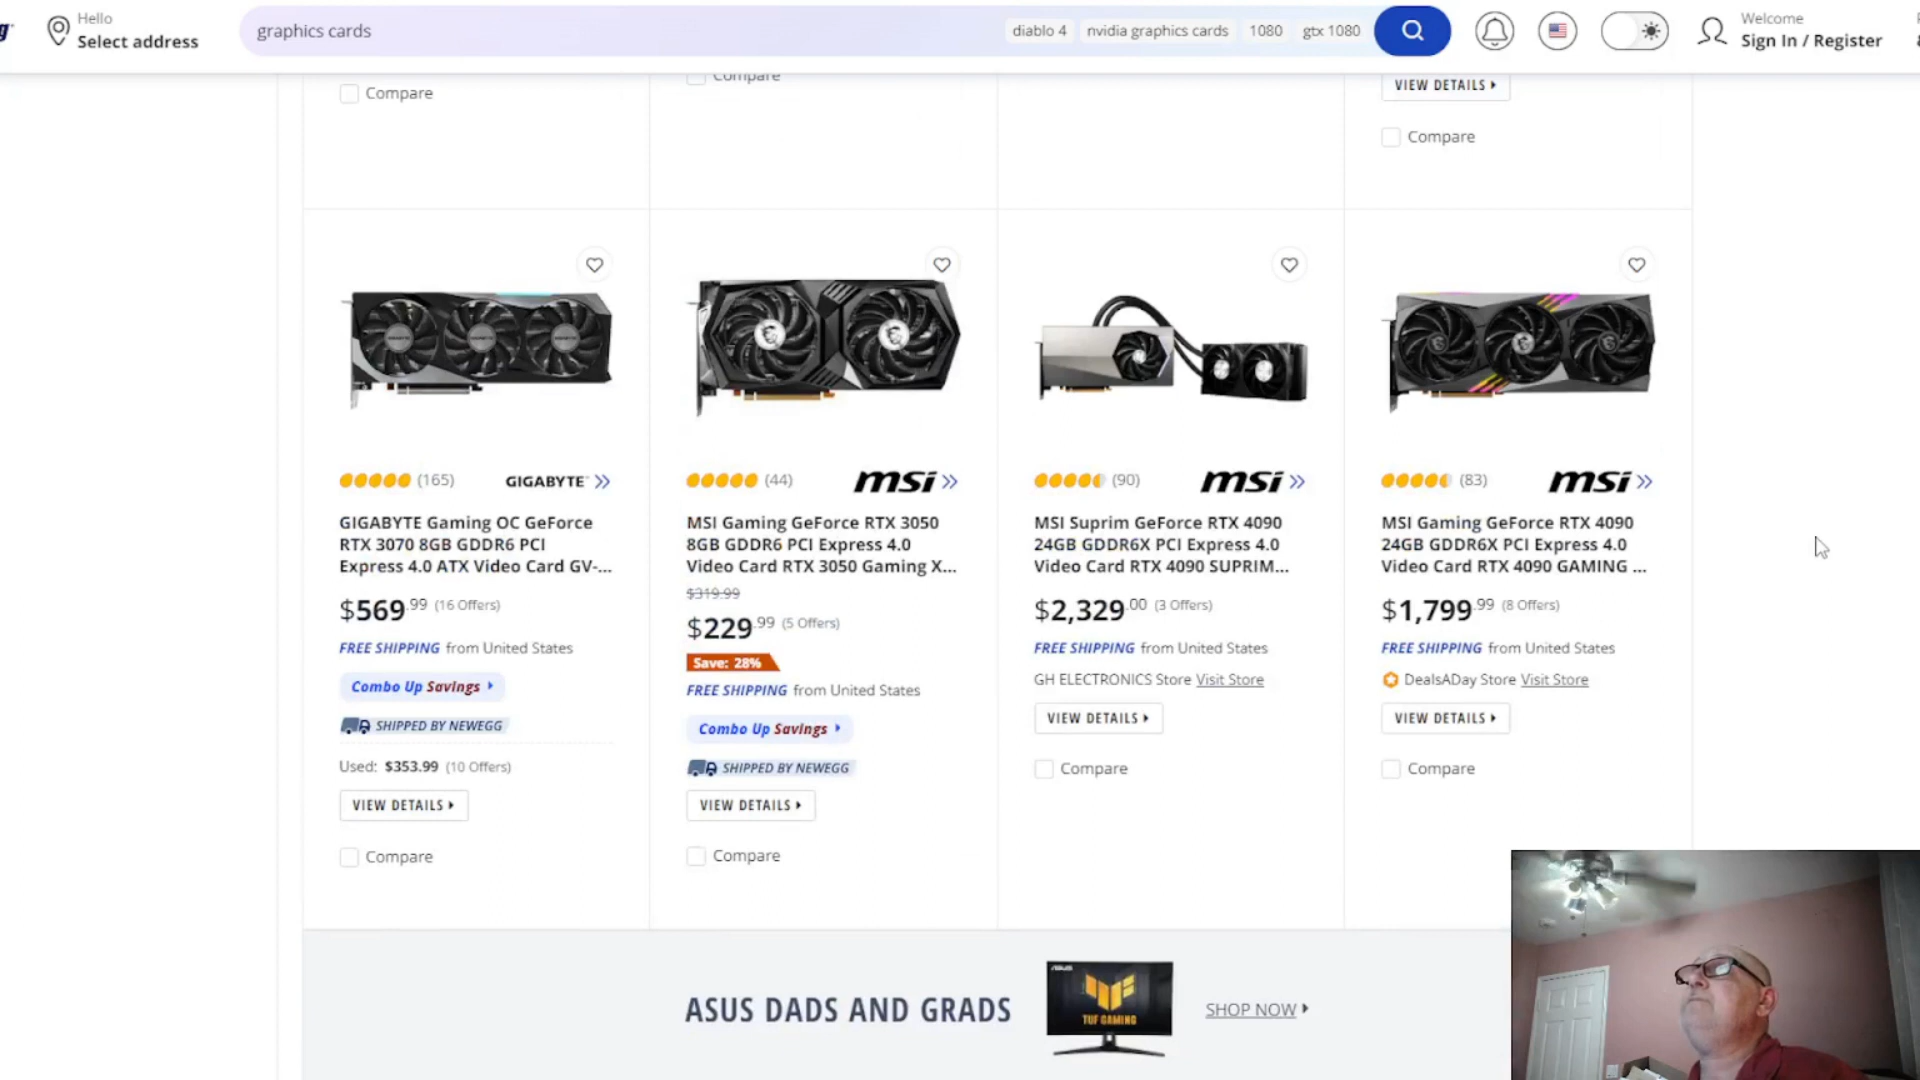 Hello
Select address
graphics cards
diablo 4
nvidia graphics cards
1080
gtx 1080
Welcome
Sign In / Register
Compare
Compare
VIEW DETAILS
Compare
(165)
GIGABYTE
GIGABYTE Gaming OC GeForce
RTX 3070 8GB GDDR6 PCI
Express 4.0 ATX Video Card GV-...
$569.99 (16 Offers)
FREE SHIPPING from United States
Combo Up Savings
SHIPPED BY NEWEGG
Used: $353.99 (10 Offers)
VIEW DETAILS
Compare
(44)
msi
MSI Gaming GeForce RTX 3050
8GB GDDR6 PCI Express 4.0
Video Card RTX 3050 Gaming X...
$319.99
$229.99 (5 Offers)
Save: 28%
FREE SHIPPING from United States
Combo Up Savings
SHIPPED BY NEWEGG
VIEW DETAILS
Compare
(90)
msi
MSI Suprim GeForce RTX 4090
24GB GDDR6X PCI Express 4.0
Video Card RTX 4090 SUPRIM...
$2,329.00 (3 Offers)
FREE SHIPPING from United States
GH ELECTRONICS Store Visit Store
VIEW DETAILS
Compare
(83)
msi
MSI Gaming GeForce RTX 4090
24GB GDDR6X PCI Express 4.0
Video Card RTX 4090 GAMING ...
$1,799.99 (8 Offers)
FREE SHIPPING from United States
DealsADay Store Visit Store
VIEW DETAILS
Compare
ASUS DADS AND GRADS
ASUS
TUF GAMING
SHOP NOW